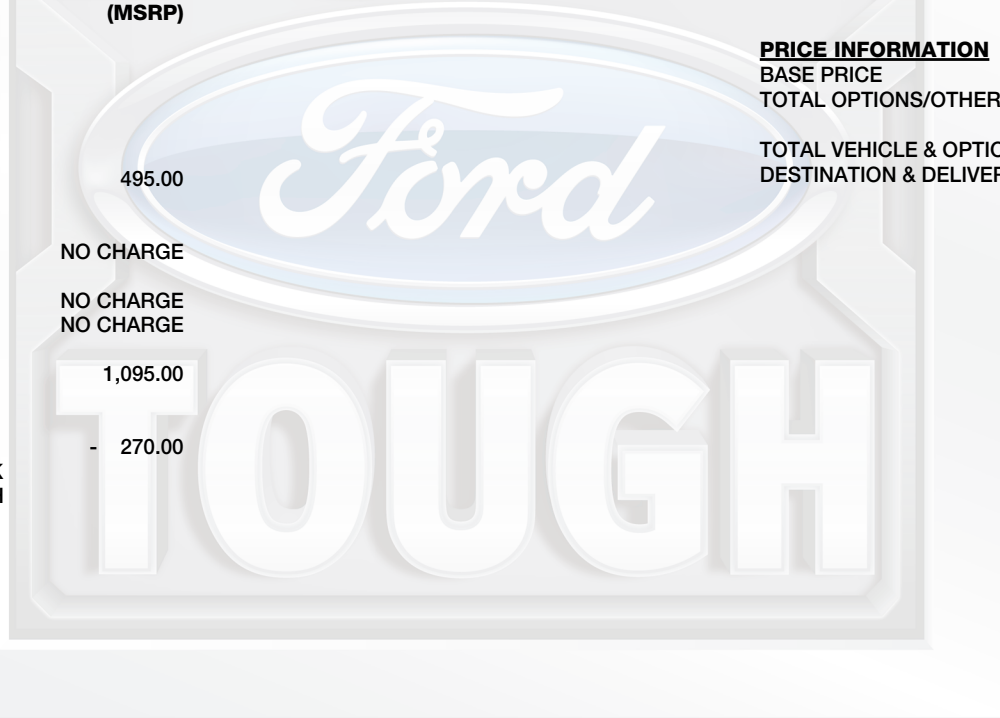 (MSRP)
495.00
NO CHARGE
NO CHARGE
NO CHARGE
1,095.00
- 270.00
PRICE INFORMATION
BASE PRICE
TOTAL OPTIONS/OTHER
TOTAL VEHICLE & OPTIO
DESTINATION & DELIVER
Ford
TOUGH